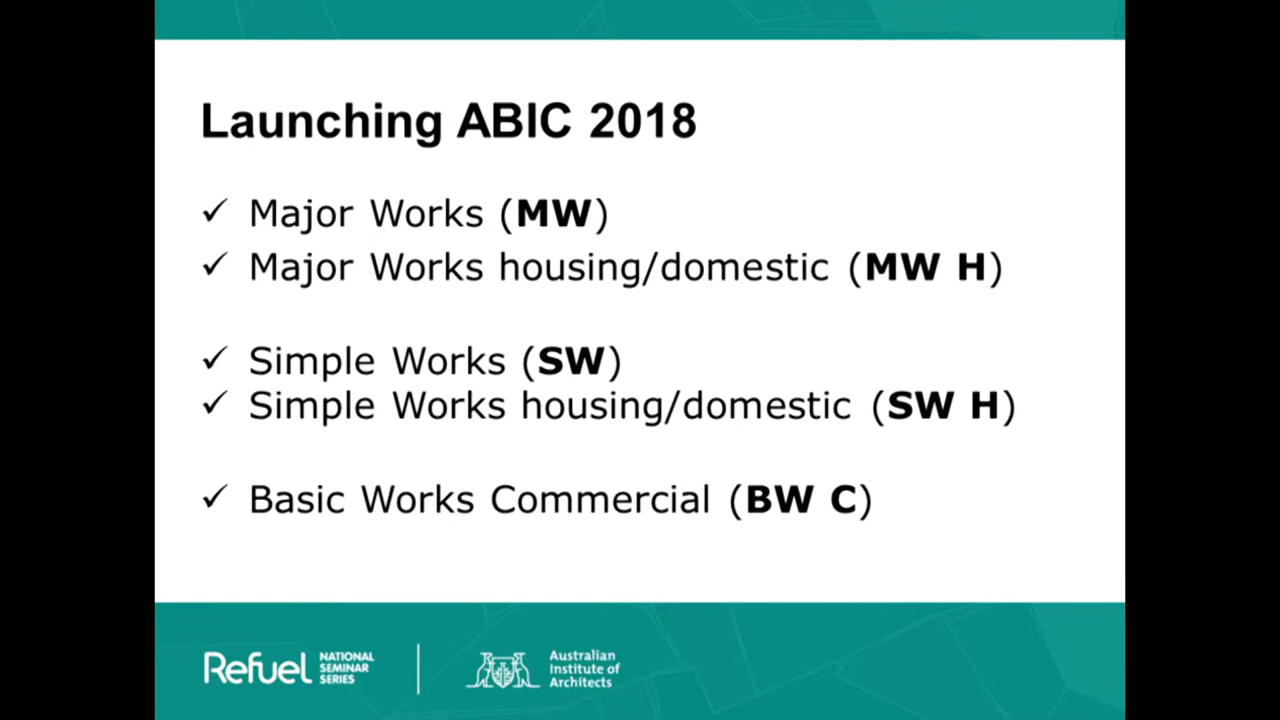 Launching ABIC 2018
✓ Major Works (MW)
✓ Major Works housing/domestic (MW H)
✓ Simple Works (SW)
✓ Simple Works housing/domestic (SW H)
✓ Basic Works Commercial (BW C)
Refuel
NATIONAL
SEMINAR
SERIES
Australian
Institute of
Architects